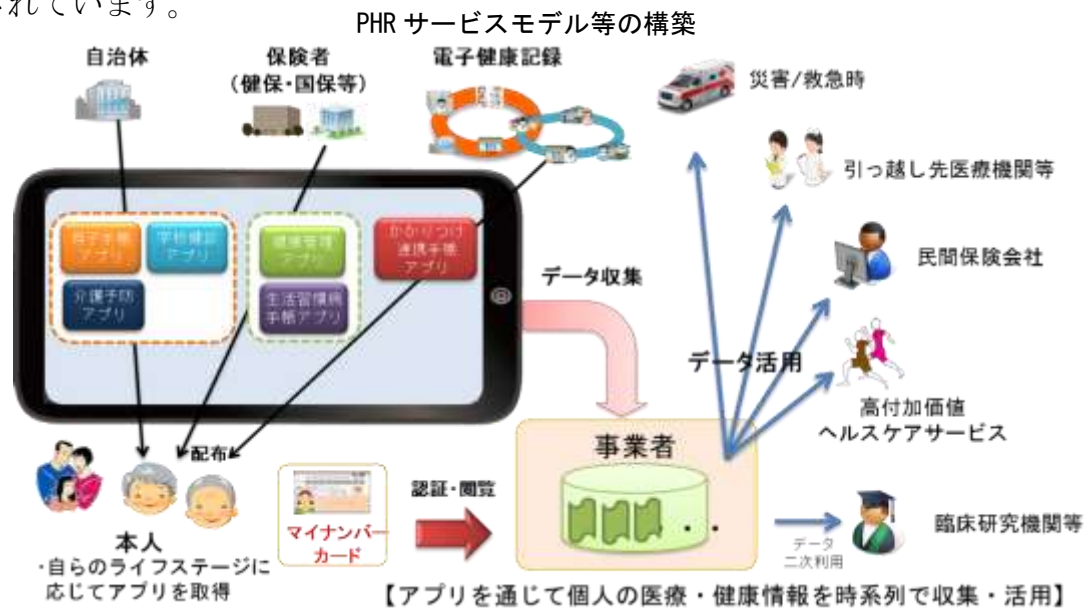 れています。
PHR サービスモデル等の構築
自治体
保険者
（健保・国保等）
電子健康記録
災害/救急時
引っ越し先医療機関等
民間保険会社
高付加価値
ヘルスケアサービス
臨床研究機関等
母子手帳
アプリ
学校健診
アプリ
介護予防
アプリ
健康管理
アプリ
生活習慣病
手帳アプリ
かかりつけ
連携手帳
アプリ
データ収集
データ活用
配布
本人
・自らのライフステージに
応じてアプリを取得
マイナンバー
カード
認証・閲覧
事業者
データ
二次利用
【アプリを通じて個人の医療・健康情報を時系列で収集・活用】